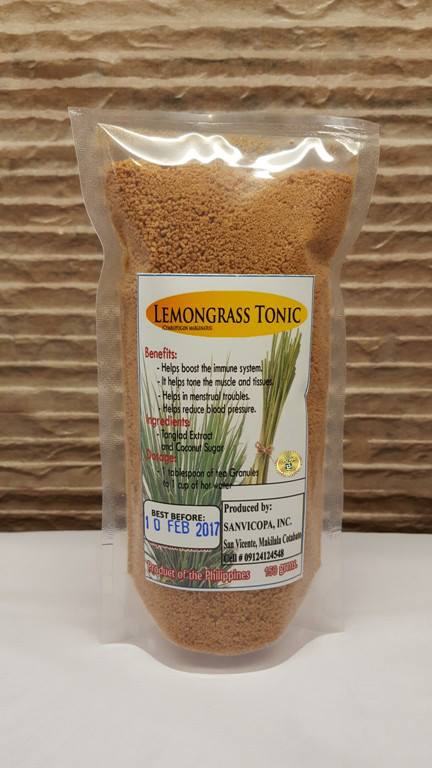 LEMONGRASS TONIC
Benefits:
- Helps boost the immune system.
- It helps tone the muscle and tissues.
- Helps in menstrual troubles.
- Helps reduce blood pressure.
Ingredients:
- Tanglad Extract
and Coconut Sugar
Dosage:
- 1 tablespoon of tea Granules
to 1 cup of hot water
BEST BEFORE:
10 FEB 2017
Produced by:
SANVICOPA, INC.
San Vicente, Makilala Cotabato
Cell # 09124124548
Product of the Philippines 150 grams.